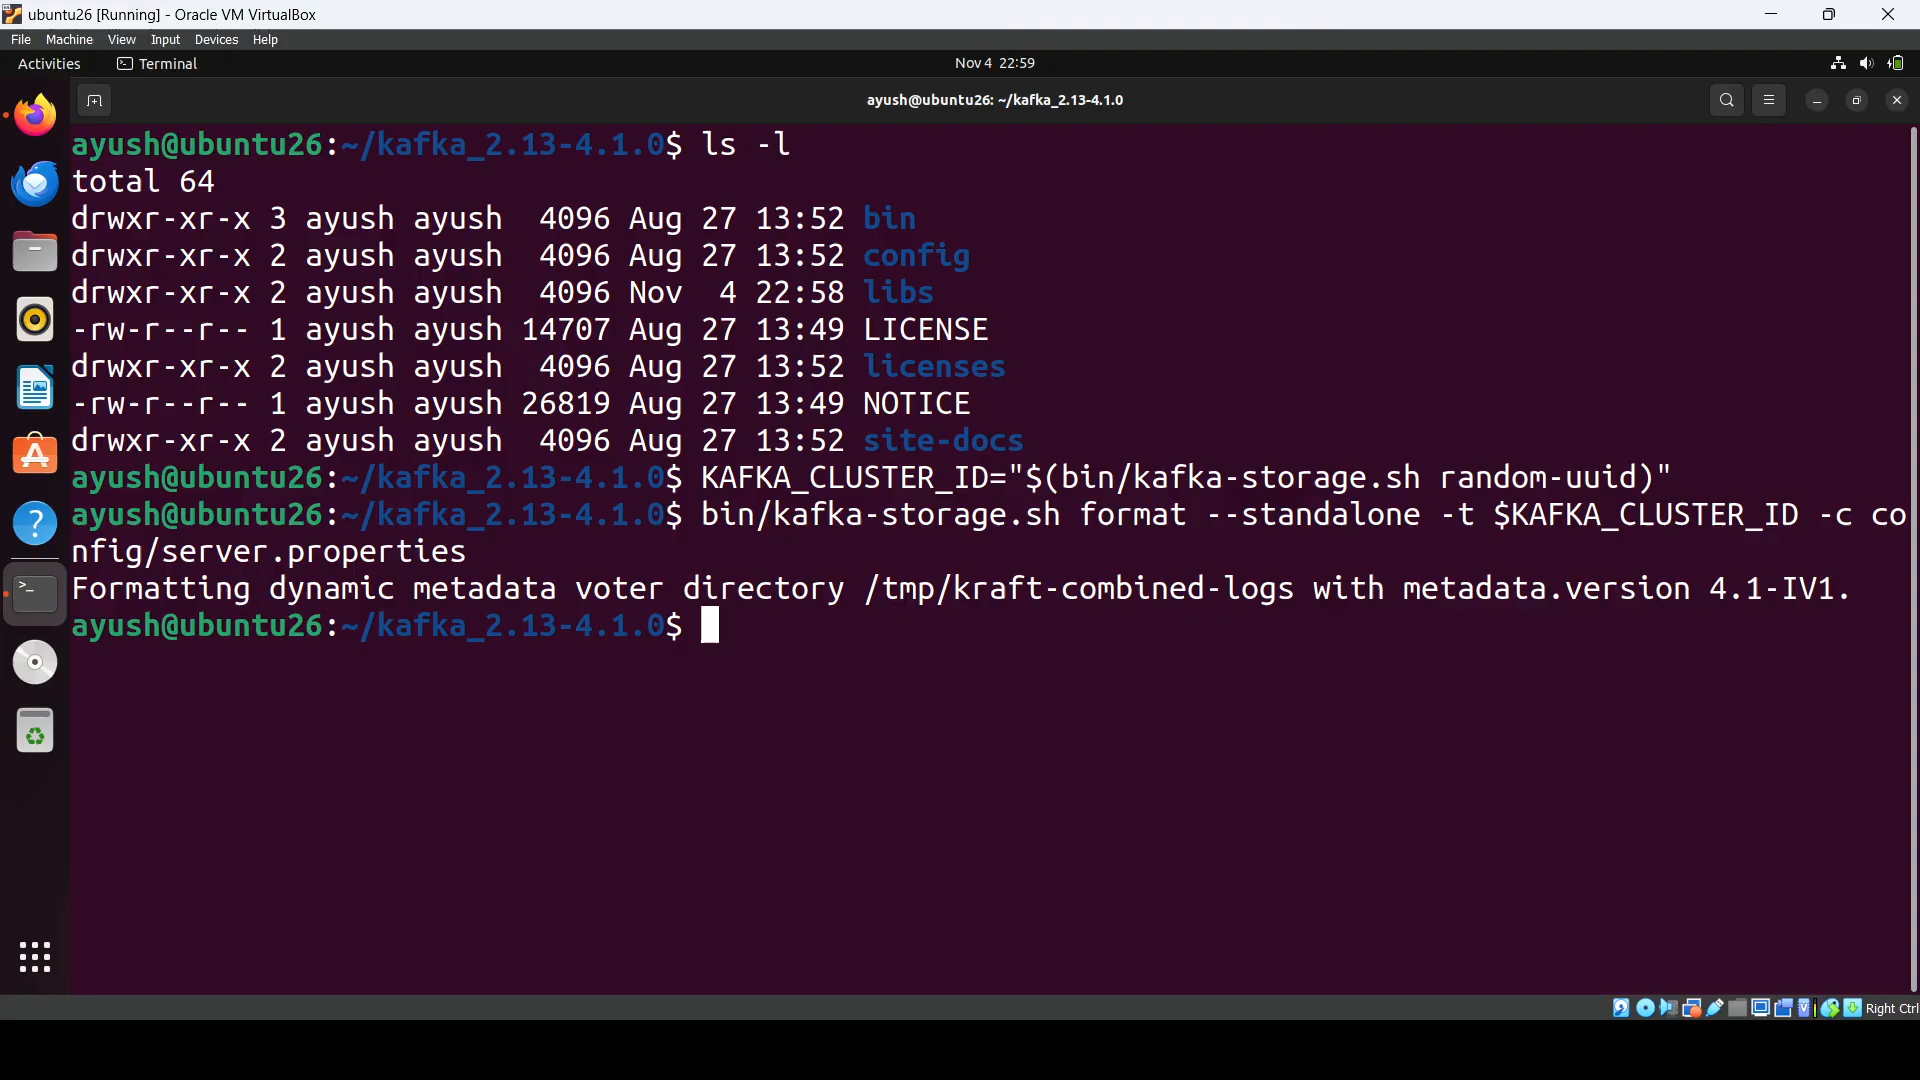 ubuntu26 [Running] - Oracle VM VirtualBox
File Machine View Input Devices Help
Activities Terminal Nov 4 22:59
ayush@ubuntu26: ~/kafka_2.13-4.1.0
ayush@ubuntu26:~/kafka_2.13-4.1.0$ ls -l
total 64
drwxr-xr-x 3 ayush ayush  4096 Aug 27 13:52 bin
drwxr-xr-x 2 ayush ayush  4096 Aug 27 13:52 config
drwxr-xr-x 2 ayush ayush  4096 Nov  4 22:58 libs
-rw-r--r-- 1 ayush ayush 14707 Aug 27 13:49 LICENSE
drwxr-xr-x 2 ayush ayush  4096 Aug 27 13:52 licenses
-rw-r--r-- 1 ayush ayush 26819 Aug 27 13:49 NOTICE
drwxr-xr-x 2 ayush ayush  4096 Aug 27 13:52 site-docs
ayush@ubuntu26:~/kafka_2.13-4.1.0$ KAFKA_CLUSTER_ID="$(bin/kafka-storage.sh random-uuid)"
ayush@ubuntu26:~/kafka_2.13-4.1.0$ bin/kafka-storage.sh format --standalone -t $KAFKA_CLUSTER_ID -c co
nfig/server.properties
Formatting dynamic metadata voter directory /tmp/kraft-combined-logs with metadata.version 4.1-IV1.
ayush@ubuntu26:~/kafka_2.13-4.1.0$
Right Ctrl